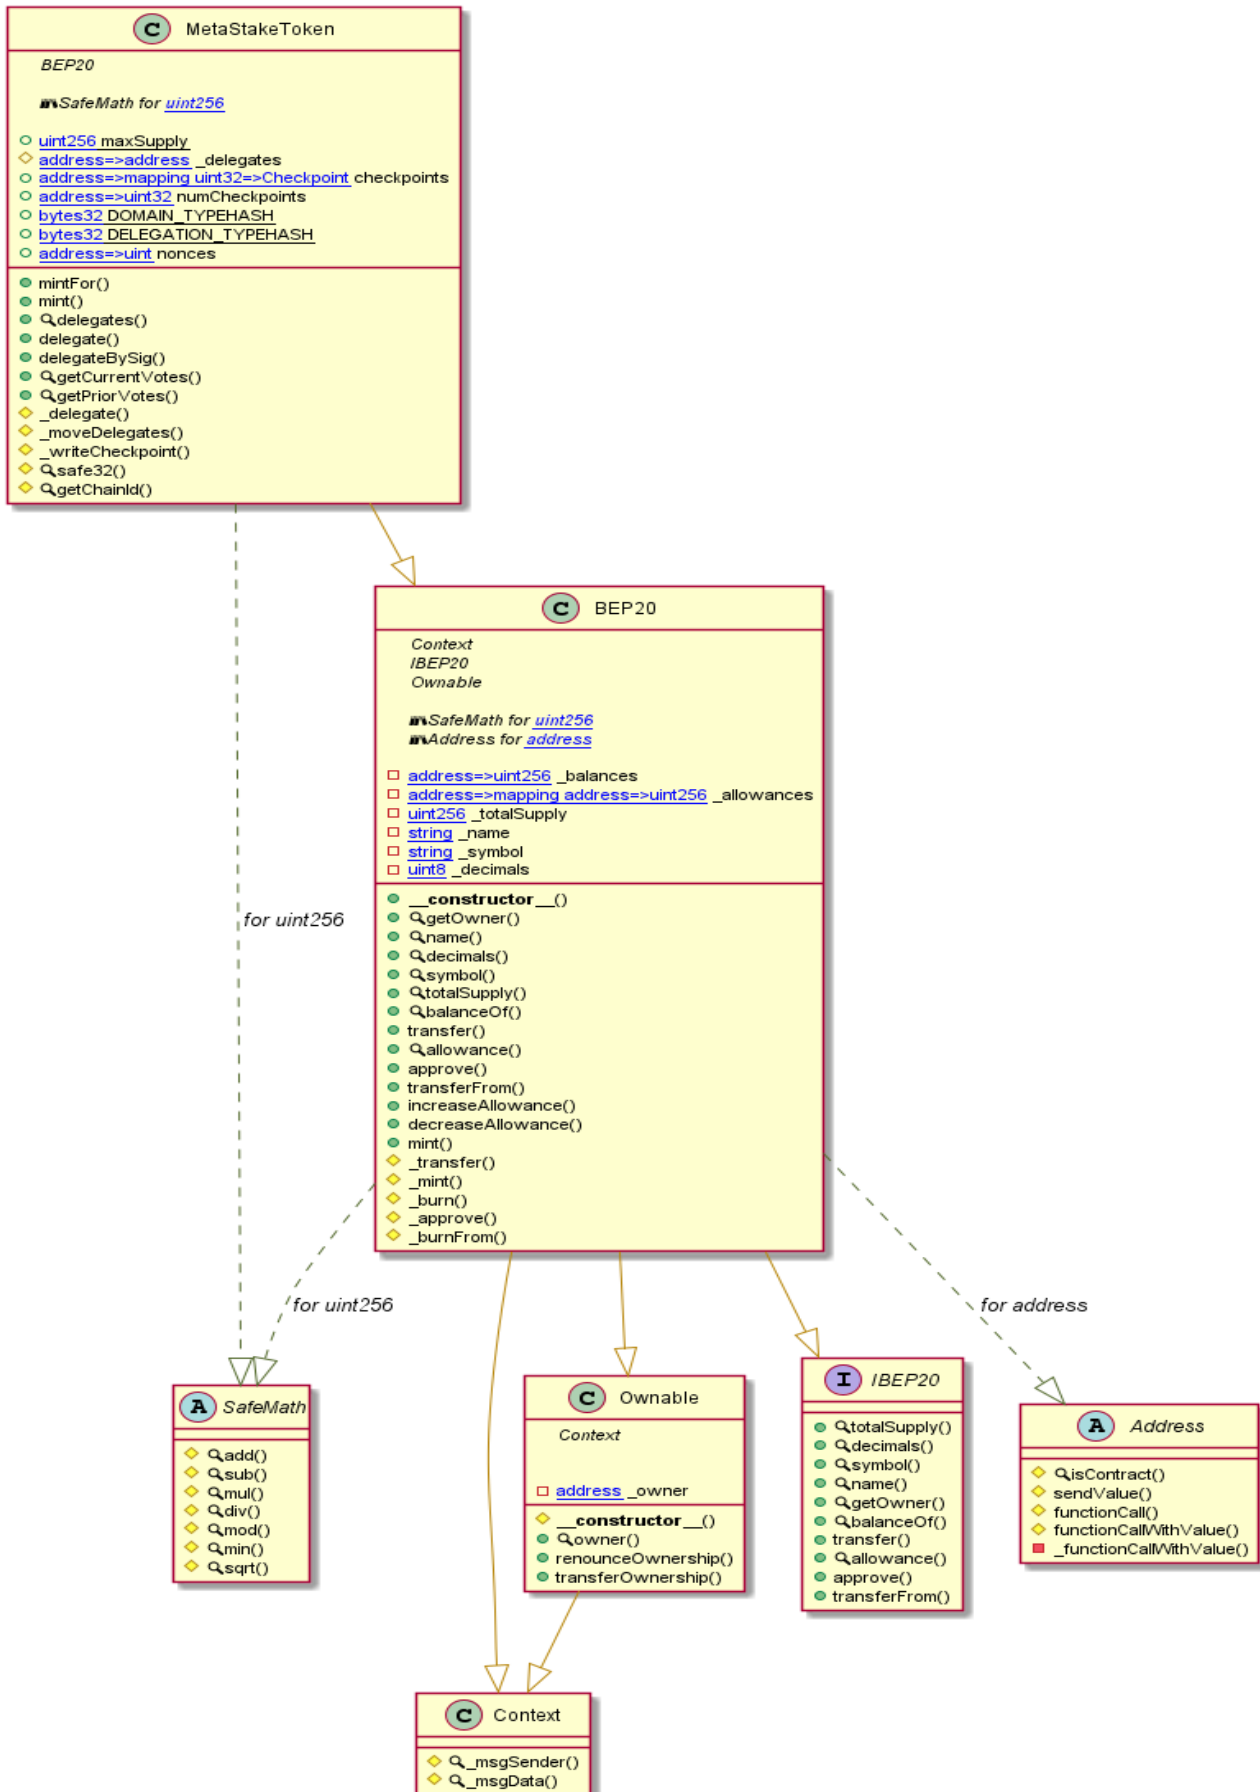 C MetaStakeToken
BEP20
SafeMath for uint256
uint256 maxSupply
address=>address _delegates
address=>mapping uint32=>Checkpoint checkpoints
address=>uint32 numCheckpoints
bytes32 DOMAIN_TYPEHASH
bytes32 DELEGATION_TYPEHASH
address=>uint nonces
mintFor()
mint()
delegates()
delegate()
delegateBySig()
getCurrentVotes()
getPriorVotes()
_delegate()
_moveDelegates()
_writeCheckpoint()
safe32()
getChainId()
C BEP20
Context
IBEP20
Ownable
SafeMath for uint256
Address for address
address=>uint256 _balances
address=>mapping address=>uint256 _allowances
uint256 _totalSupply
string _name
string _symbol
uint8 _decimals
__constructor__()
getOwner()
name()
decimals()
symbol()
totalSupply()
balanceOf()
transfer()
allowance()
approve()
transferFrom()
increaseAllowance()
decreaseAllowance()
mint()
_transfer()
_mint()
_burn()
_approve()
_burnFrom()
for uint256
for uint256
for address
A SafeMath
add()
sub()
mul()
div()
mod()
min()
sqrt()
C Ownable
Context
address _owner
__constructor__()
owner()
renounceOwnership()
transferOwnership()
I IBEP20
totalSupply()
decimals()
symbol()
name()
getOwner()
balanceOf()
transfer()
allowance()
approve()
transferFrom()
A Address
isContract()
sendValue()
functionCall()
functionCallWithValue()
_functionCallWithValue()
C Context
_msgSender()
_msgData()